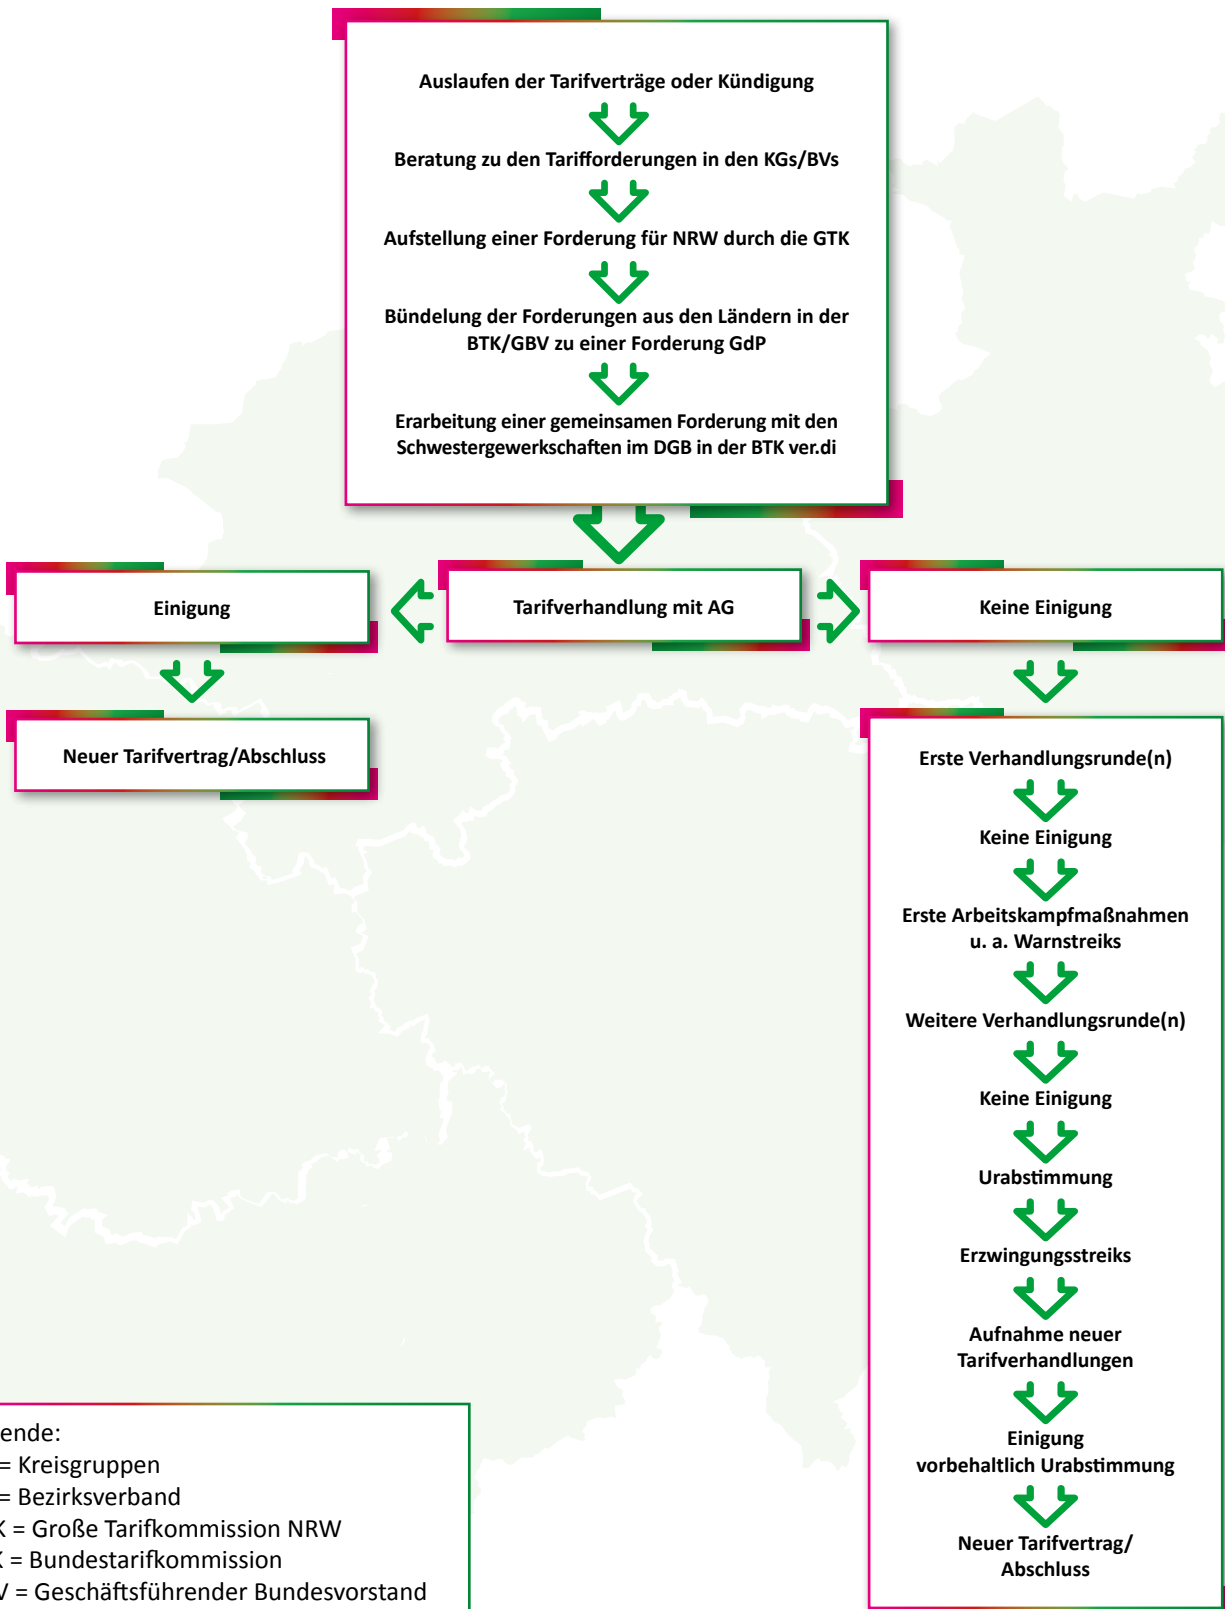 Auslaufen der Tarifverträge oder Kündigung
Beratung zu den Tarifforderungen in den KGs/BVs
Aufstellung einer Forderung für NRW durch die GTK
Bündelung der Forderungen aus den Ländern in der
BTK/GBV zu einer Forderung GdP
Erarbeitung einer gemeinsamen Forderung mit den
Schwestergewerkschaften im DGB in der BTK ver.di
Einigung
Tarifverhandlung mit AG
Keine Einigung
Neuer Tarifvertrag/Abschluss
Erste Verhandlungsrunde(n)
Keine Einigung
Erste Arbeitskampfmaßnahmen
u. a. Warnstreiks
Weitere Verhandlungsrunde(n)
Keine Einigung
Urabstimmung
Erzwingungsstreiks
Aufnahme neuer
Tarifverhandlungen
Einigung
vorbehaltlich Urabstimmung
Neuer Tarifvertrag/
Abschluss
ende:
= Kreisgruppen
= Bezirksverband
K = Große Tarifkommission NRW
= Bundestarifkommission
V = Geschäftsführender Bundesvorstand